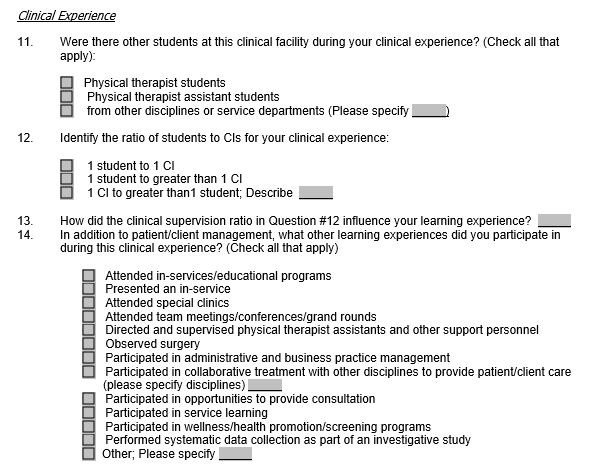 Clinical Experience
11. Were there other students at this clinical facility during your clinical experience? (Check all that
apply):
Physical therapist students
Physical therapist assistant students
from other disciplines or service departments (Please specify )
12. Identify the ratio of students to CIs for your clinical experience:
1 student to 1 CI
1 student to greater than 1 CI
1 CI to greater than1 student; Describe
13. How did the clinical supervision ratio in Question #12 influence your learning experience?
14. In addition to patient/client management, what other learning experiences did you participate in
during this clinical experience? (Check all that apply)
Attended in-services/educational programs
Presented an in-service
Attended special clinics
Attended team meetings/conferences/grand rounds
Directed and supervised physical therapist assistants and other support personnel
Observed surgery
Participated in administrative and business practice management
Participated in collaborative treatment with other disciplines to provide patient/client care
(please specify disciplines)
Participated in opportunities to provide consultation
Participated in service learning
Participated in wellness/health promotion/screening programs
Performed systematic data collection as part of an investigative study
Other; Please specify